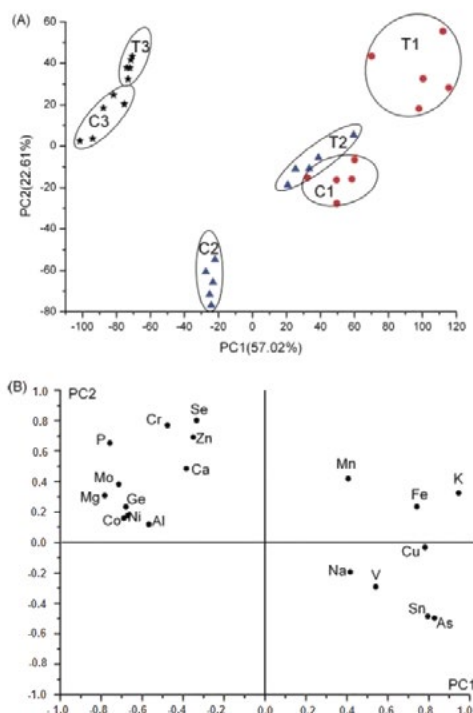 (A)
60
40
20
0
-20
-40
-60
-80
PC2(22.61%)
T3
C3
T1
T2
C1
C2
-100 -80 -60 -40 -20 0 20 40 60 80 100 120
PC1(57.02%)
(B)
PC2
1.0
0.8
0.6
0.4
0.2
0.0
-0.2
-0.4
-0.6
-0.8
-1.0
Se
Cr
Zn
P
Ca
Mo
Mg
Ge
Ni
Co
Al
Mn
K
Fe
Cu
Na
V
Sn
As
PC1
-1.0 -0.8 -0.6 -0.4 -0.2 0.0 0.2 0.4 0.6 0.8 1.0